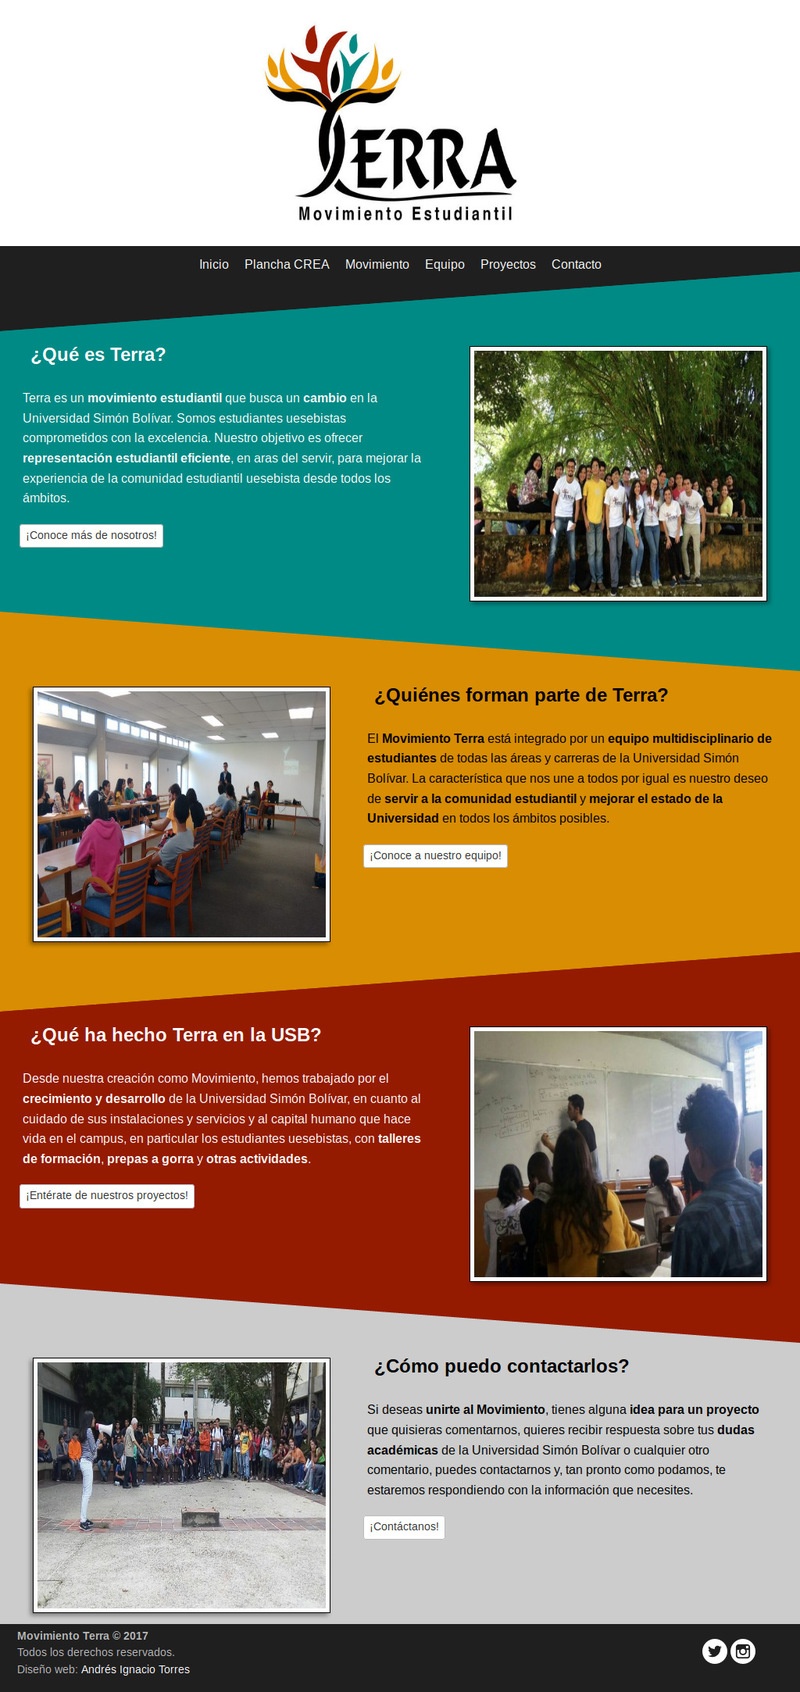 TERRA
Movimiento Estudiantil
Inicio Plancha CREA Movimiento Equipo Proyectos Contacto
¿Qué es Terra?
Terra es un movimiento estudiantil que busca un cambio en la
Universidad Simón Bolívar. Somos estudiantes uesebistas
comprometidos con la excelencia. Nuestro objetivo es ofrecer
representación estudiantil eficiente, en aras del servir, para mejorar la
experiencia de la comunidad estudiantil uesebista desde todos los
ámbitos.
¡Conoce más de nosotros!
¿Quiénes forman parte de Terra?
El Movimiento Terra está integrado por un equipo multidisciplinario de
estudiantes de todas las áreas y carreras de la Universidad Simón
Bolívar. La característica que nos une a todos por igual es nuestro deseo
de servir a la comunidad estudiantil y mejorar el estado de la
Universidad en todos los ámbitos posibles.
¡Conoce a nuestro equipo!
¿Qué ha hecho Terra en la USB?
Desde nuestra creación como Movimiento, hemos trabajado por el
crecimiento y desarrollo de la Universidad Simón Bolívar, en cuanto al
cuidado de sus instalaciones y servicios y al capital humano que hace
vida en el campus, en particular los estudiantes uesebistas, con talleres
de formación, prepas a gorra y otras actividades.
¡Entérate de nuestros proyectos!
¿Cómo puedo contactarlos?
Si deseas unirte al Movimiento, tienes alguna idea para un proyecto
que quisieras comentarnos, quieres recibir respuesta sobre tus dudas
académicas de la Universidad Simón Bolívar o cualquier otro
comentario, puedes contactarnos y, tan pronto como podamos, te
estaremos respondiendo con la información que necesites.
¡Contáctanos!
Movimiento Terra © 2017
Todos los derechos reservados.
Diseño web: Andrés Ignacio Torres